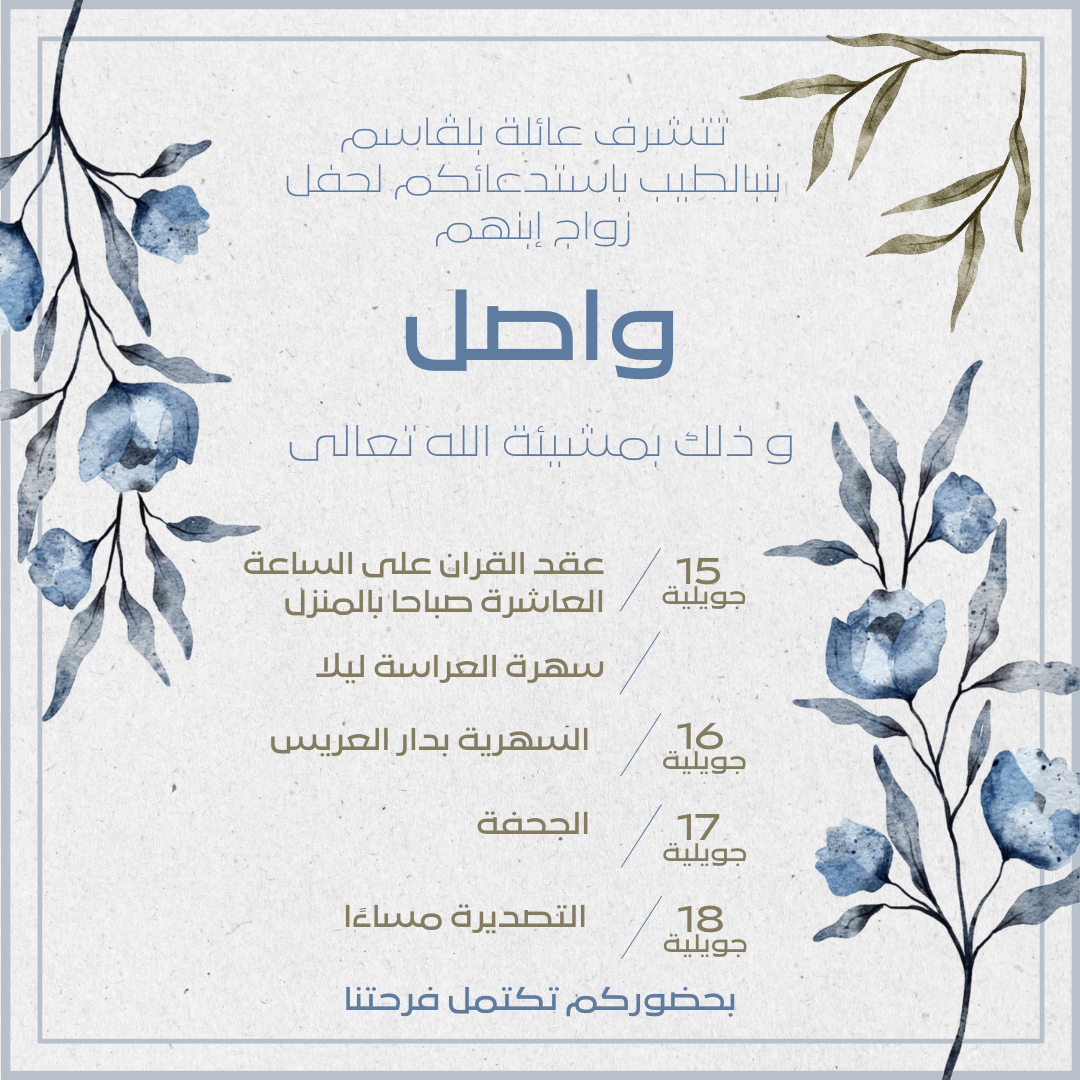 تتشرف عائلة بلقاسم
بنبالطيب باستدعائكم لحفل
زواج إبنهم
واصل
و ذلك بمشيئة الله تعالى
15
جويلية
عقد القران على الساعة
العاشرة صباحا بالمنزل
سهرة العراسة ليلا
16
جويلية
السهرية بدار العريس
17
جويلية
الجحفة
18
جويلية
التصديرة مساءًا
بحضوركم تكتمل فرحتنا